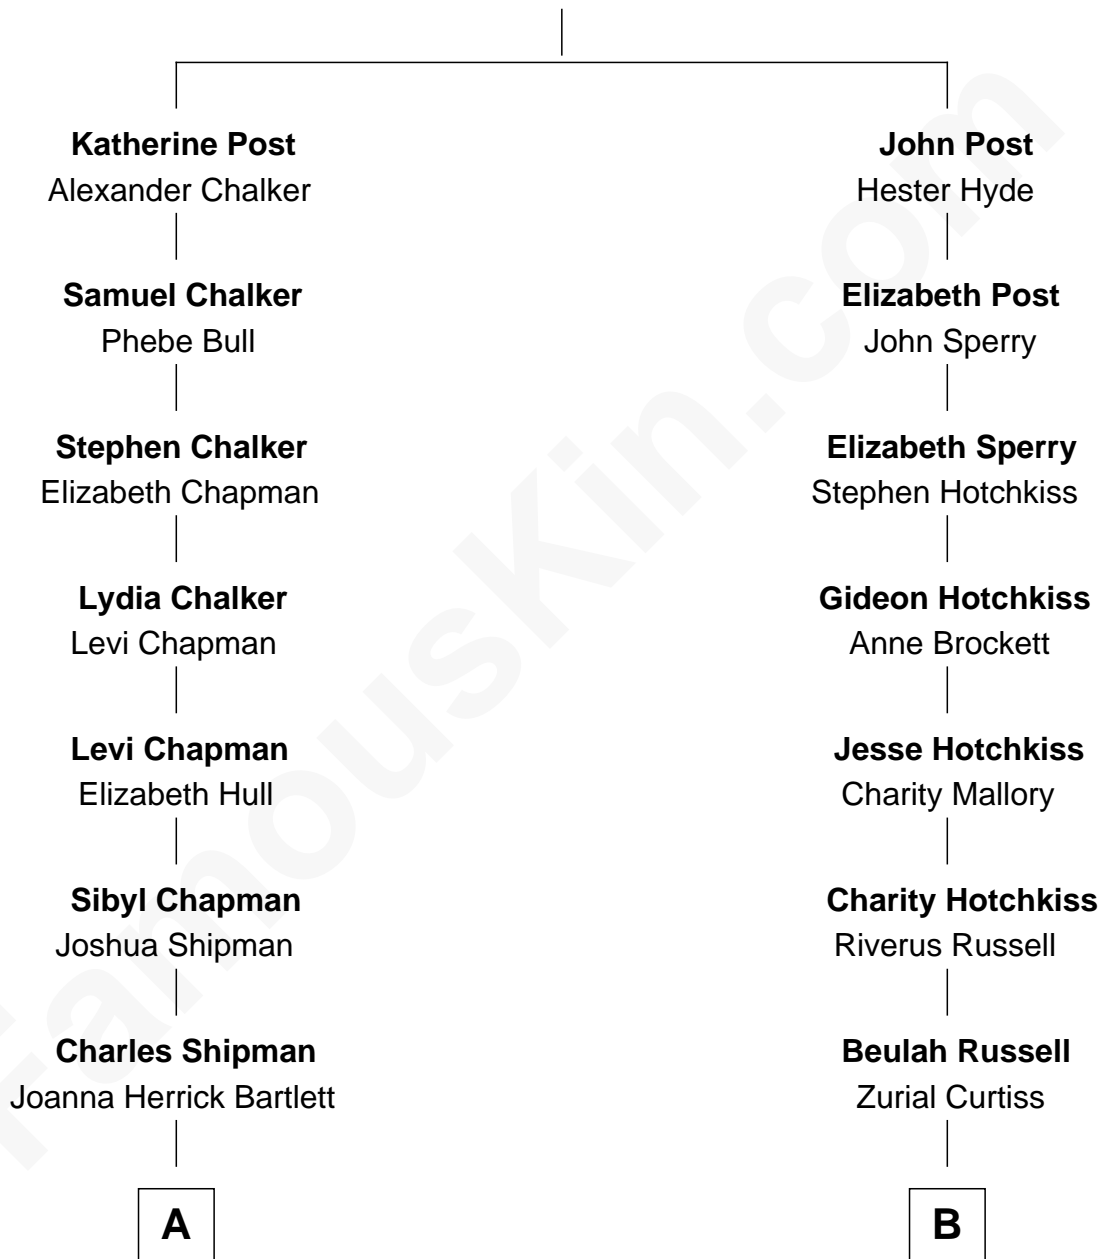 Katherine Post
Alexander Chalker
Samuel Chalker
Phebe Bull
Stephen Chalker
Elizabeth Chapman
Lydia Chalker
Levi Chapman
Levi Chapman
Elizabeth Hull
Sibyl Chapman
Joshua Shipman
Charles Shipman
Joanna Herrick Bartlett
A
John Post
Hester Hyde
Elizabeth Post
John Sperry
Elizabeth Sperry
Stephen Hotchkiss
Gideon Hotchkiss
Anne Brockett
Jesse Hotchkiss
Charity Mallory
Charity Hotchkiss
Riverus Russell
Beulah Russell
Zurial Curtiss
B
FamousKin.com